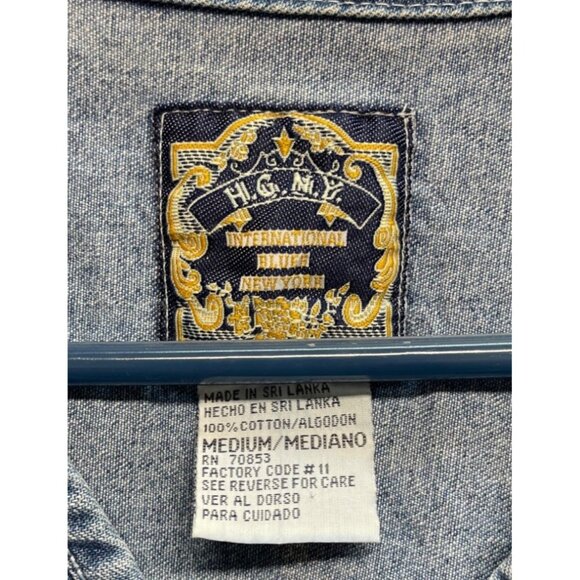 H.G.N.Y.
INTERNATIONAL
BLUES
NEW YORK
MADE IN SRI LANKA
HECHO EN SRI LANKA
100% COTTON/ALGODON
MEDIUM/MEDIANO
RN 70853
FACTORY CODE #11
SEE REVERSE FOR CARE
VER AL DORSO
PARA CUIDADO